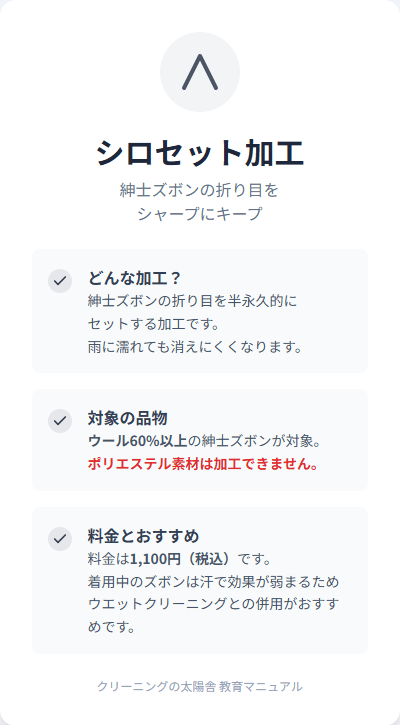 シロセット加工
紳士ズボンの折り目を
シャープにキープ
どんな加工？
紳士ズボンの折り目を半永久的に
セットする加工です。
雨に濡れても消えにくくなります。
対象の品物
ウール60%以上の紳士ズボンが対象。
ポリエステル素材は加工できません。
料金とおすすめ
料金は1,100円（税込）です。
着用中のズボンは汗で効果が弱まるため
ウエットクリーニングとの併用がおすす
めです。
クリーニングの太陽舎 教育マニュアル